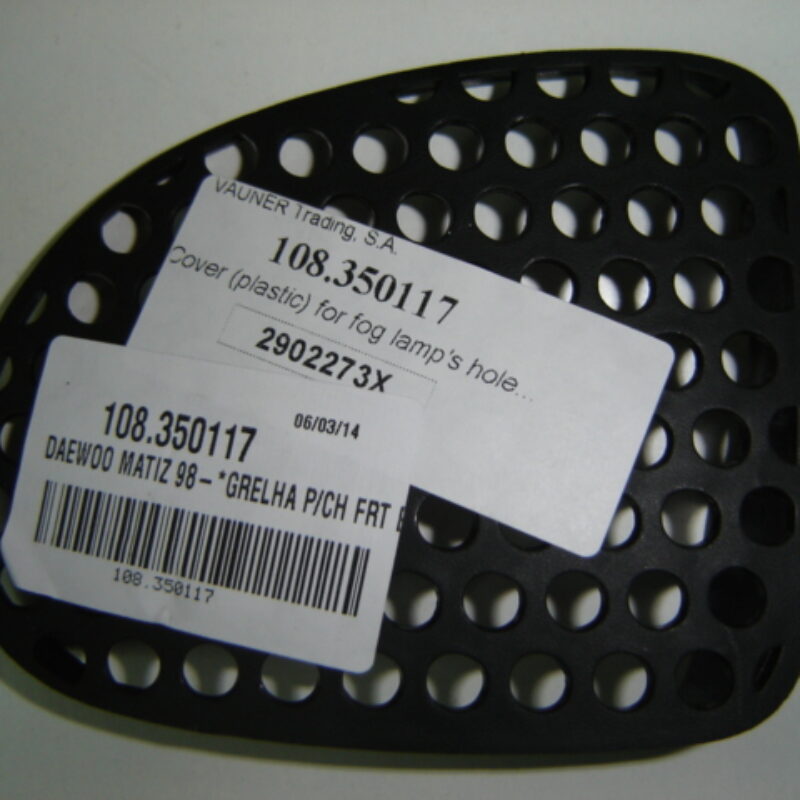 VAUNER Trading, S.A.
108.350117
Cover (plastic) for fog lamp's hole...
2902273X
06/03/14
108.350117
DAEWOO MATIZ 98- *GRELHA P/CH FRT
108.350117